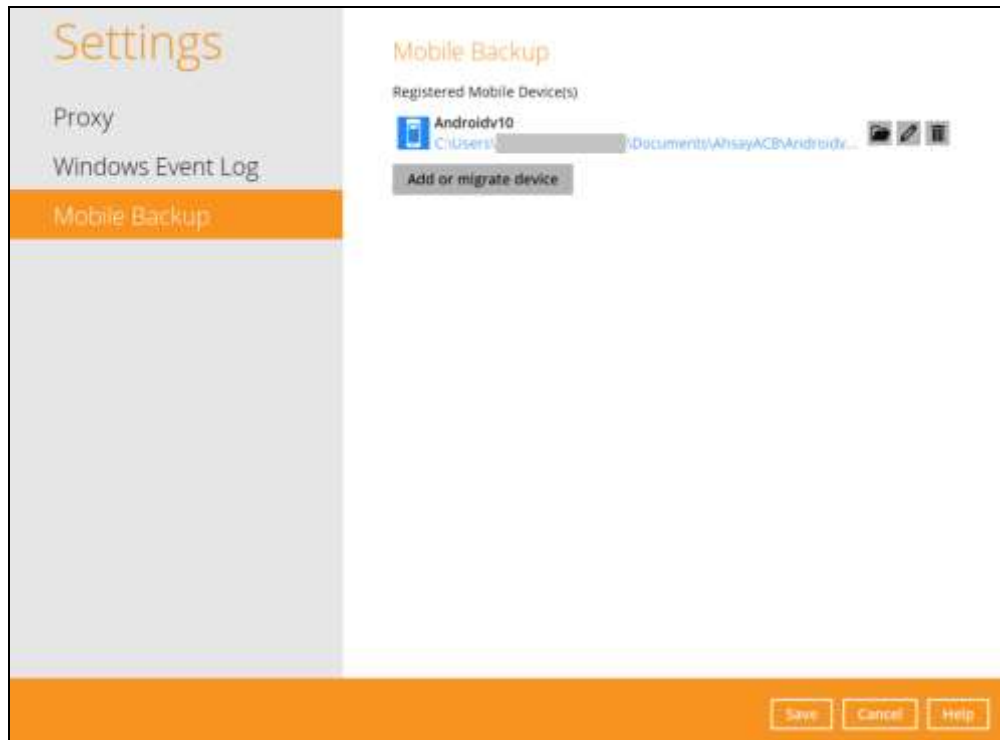 Settings
Proxy
Windows Event Log
Mobile Backup
Mobile Backup
Registered Mobile Device(s)
Androidv10
C:\Users\ \Documents\AhsayACB\Androidv...
Add or migrate device
Save Cancel Help